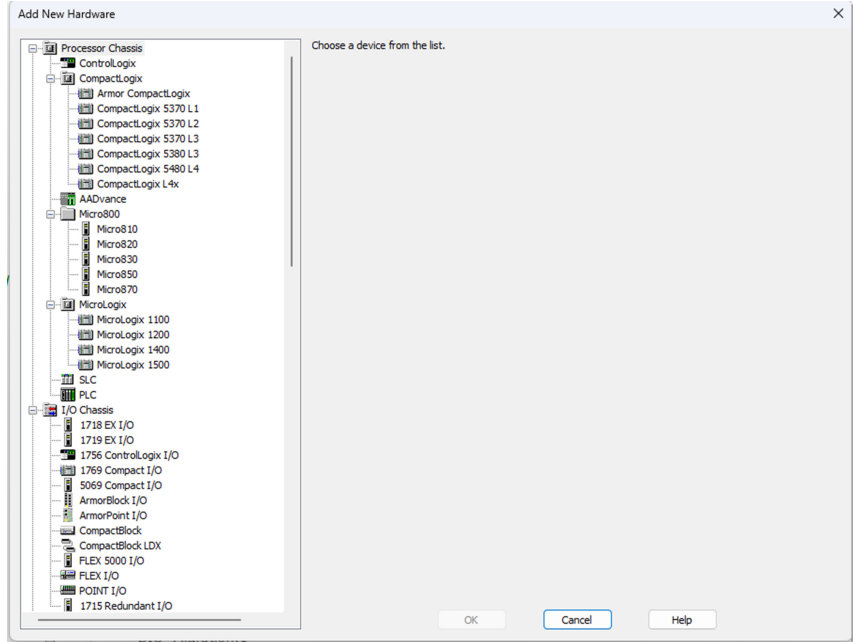 Add New Hardware
Processor Chassis
Choose a device from the list.
ControlLogix
CompactLogix
Armor CompactLogix
CompactLogix 5370 L1
CompactLogix 5370 L2
CompactLogix 5370 L3
CompactLogix 5380 L3
CompactLogix 5480 L4
CompactLogix L4x
AADvance
Micro800
Micro810
Micro820
Micro830
Micro850
Micro870
MicroLogix
MicroLogix 1100
MicroLogix 1200
MicroLogix 1400
MicroLogix 1500
SLC
PLC
I/O Chassis
1718 EX I/O
1719 EX I/O
1756 ControlLogix I/O
1769 Compact I/O
5069 Compact I/O
ArmorBlock I/O
ArmorPoint I/O
CompactBlock
CompactBlock LDX
FLEX 5000 I/O
FLEX I/O
POINT I/O
1715 Redundant I/O
OK
Cancel
Help